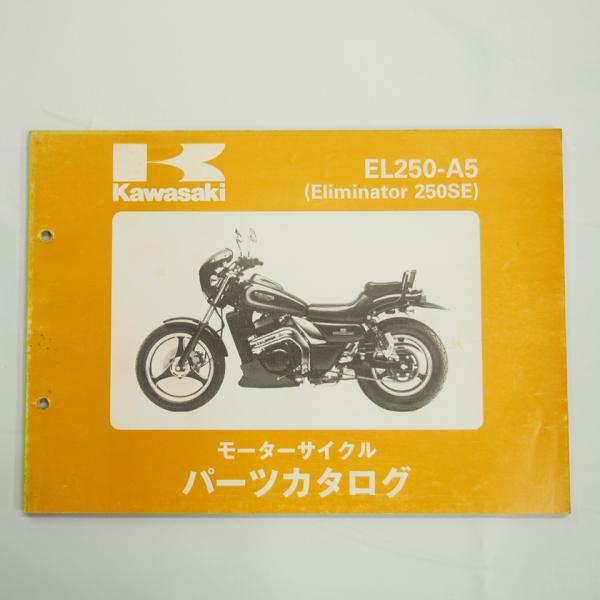 Kawasaki
EL250-A5
(Eliminator 250SE)
モーターサイクル
パーツカタログ